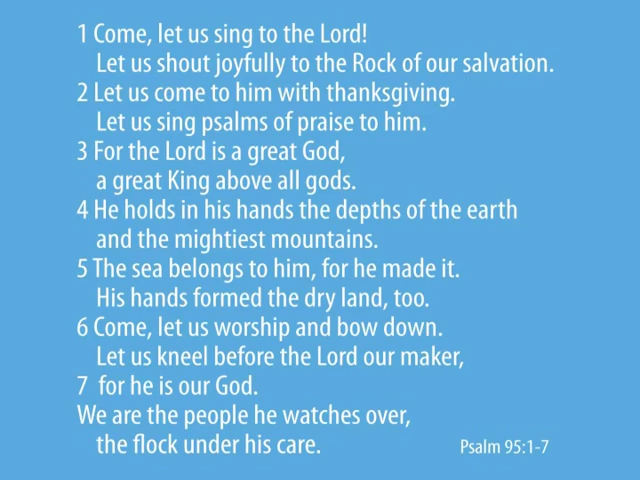 1 Come, let us sing to the Lord!
Let us shout joyfully to the Rock of our salvation.
2 Let us come to him with thanksgiving.
Let us sing psalms of praise to him.
3 For the Lord is a great God,
a great King above all gods.
4 He holds in his hands the depths of the earth
and the mightiest mountains.
5 The sea belongs to him, for he made it.
His hands formed the dry land, too.
6 Come, let us worship and bow down.
Let us kneel before the Lord our maker,
7 for he is our God.
We are the people he watches over,
the flock under his care.
Psalm 95:1-7